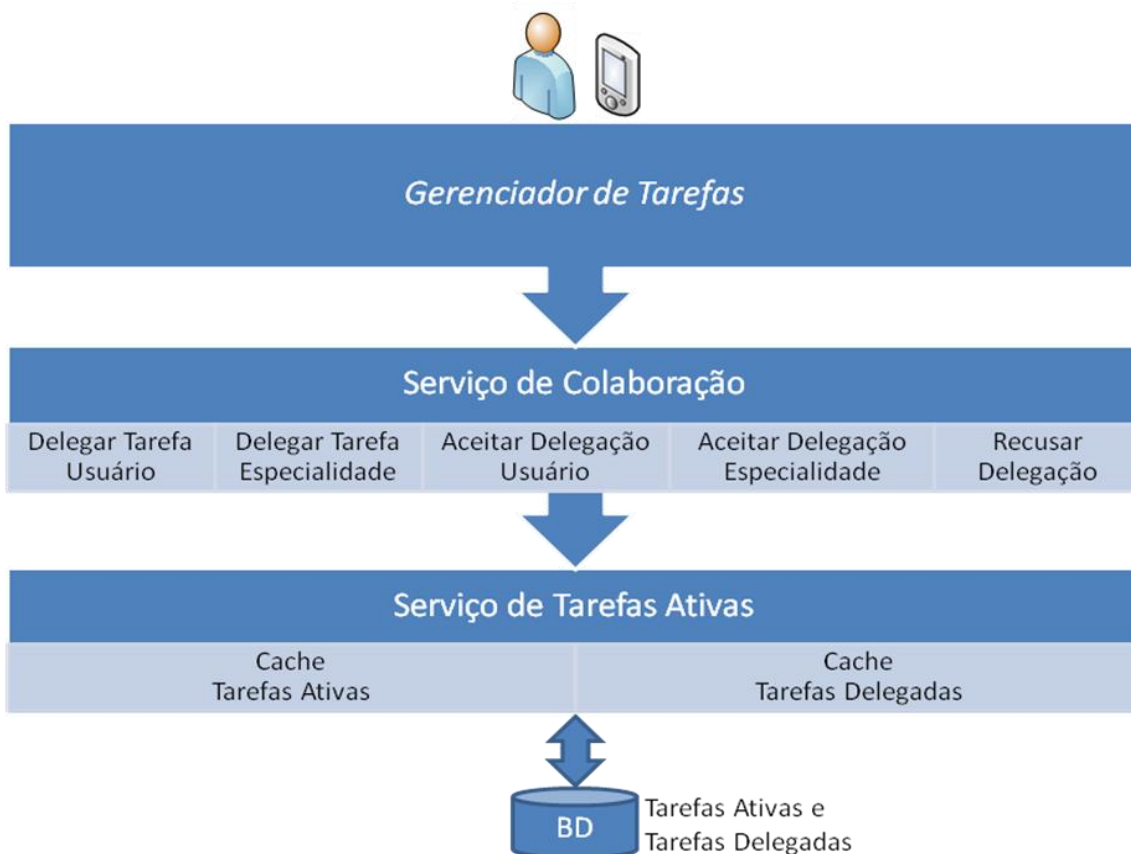 Gerenciador de Tarefas
Serviço de Colaboração
Delegar Tarefa
Usuário
Delegar Tarefa
Especialidade
Aceitar Delegação
Usuário
Aceitar Delegação
Especialidade
Recusar
Delegação
Serviço de Tarefas Ativas
Cache
Tarefas Ativas
Cache
Tarefas Delegadas
BD
Tarefas Ativas e
Tarefas Delegadas